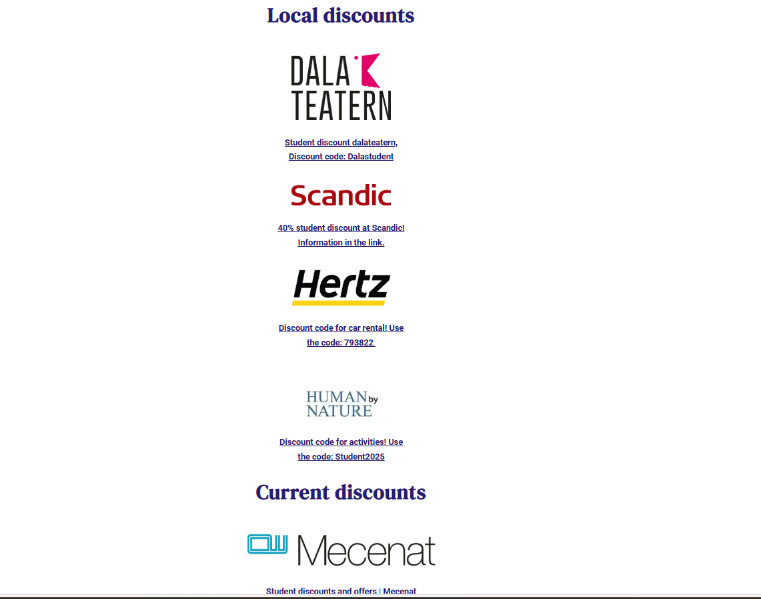 Local discounts
DALA
TEATERN
Student discount dalateatern,
Discount code: Dalastudent
Scandic
40% student discount at Scandic!
Information in the link.
Hertz
Discount code for car rental! Use
the code: 793822
HUMAN by
NATURE
Discount code for activities! Use
the code: Student2025
Current discounts
Mecenat
Student discounts and offers | Mecenat